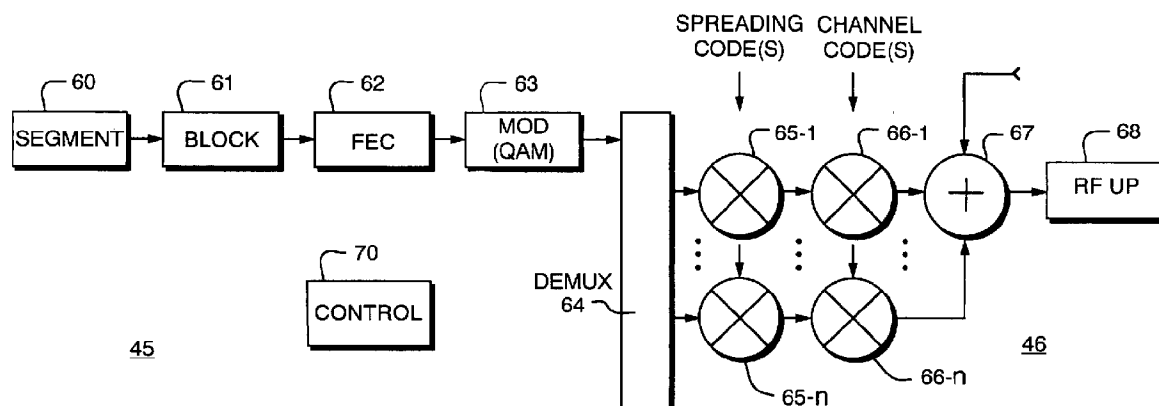 SPREADING CODE(S)
CHANNEL CODE(S)
60
61
62
63
SEGMENT
BLOCK
FEC
MOD (QAM)
65-1
66-1
67
68
RF UP
70
CONTROL
DEMUX
64
45
46
65-n
66-n